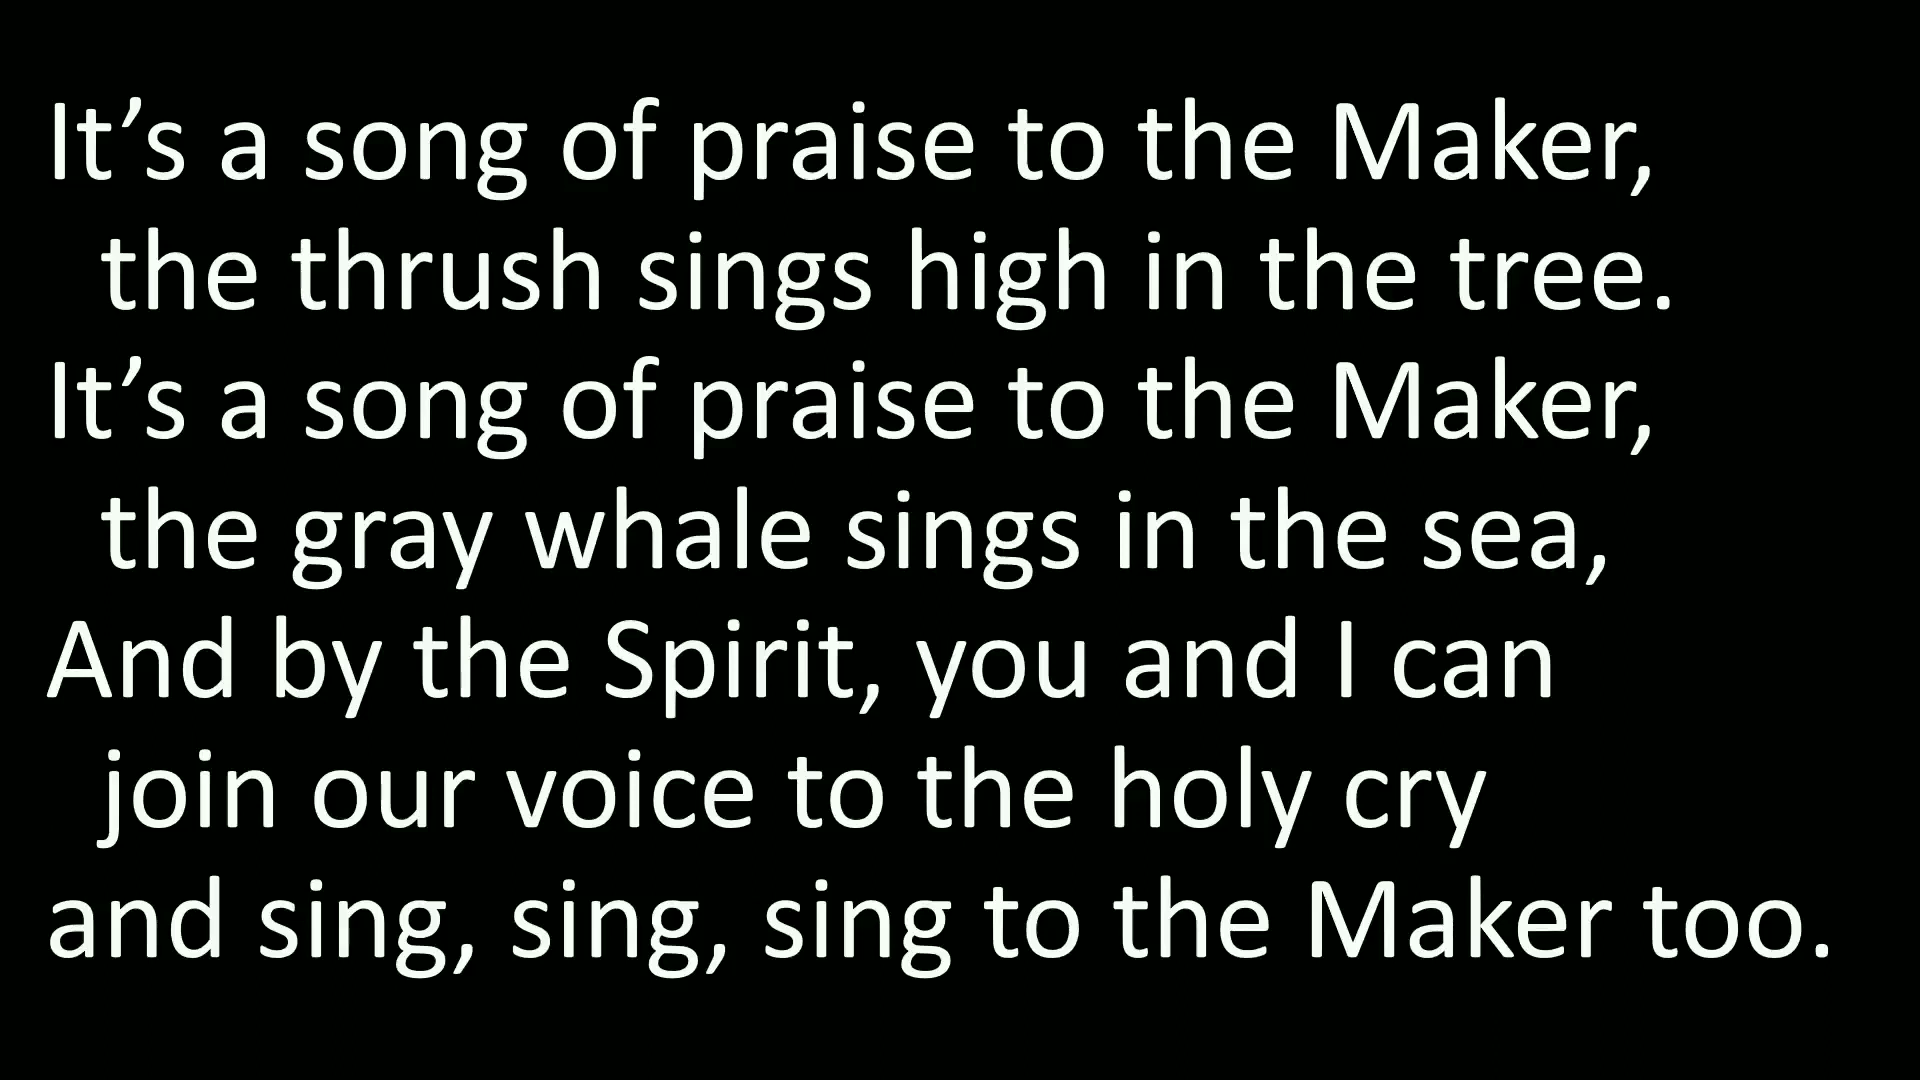 It’s a song of praise to the Maker,
the thrush sings high in the tree.
It’s a song of praise to the Maker,
the gray whale sings in the sea,
And by the Spirit, you and I can
join our voice to the holy cry
and sing, sing, sing to the Maker too.